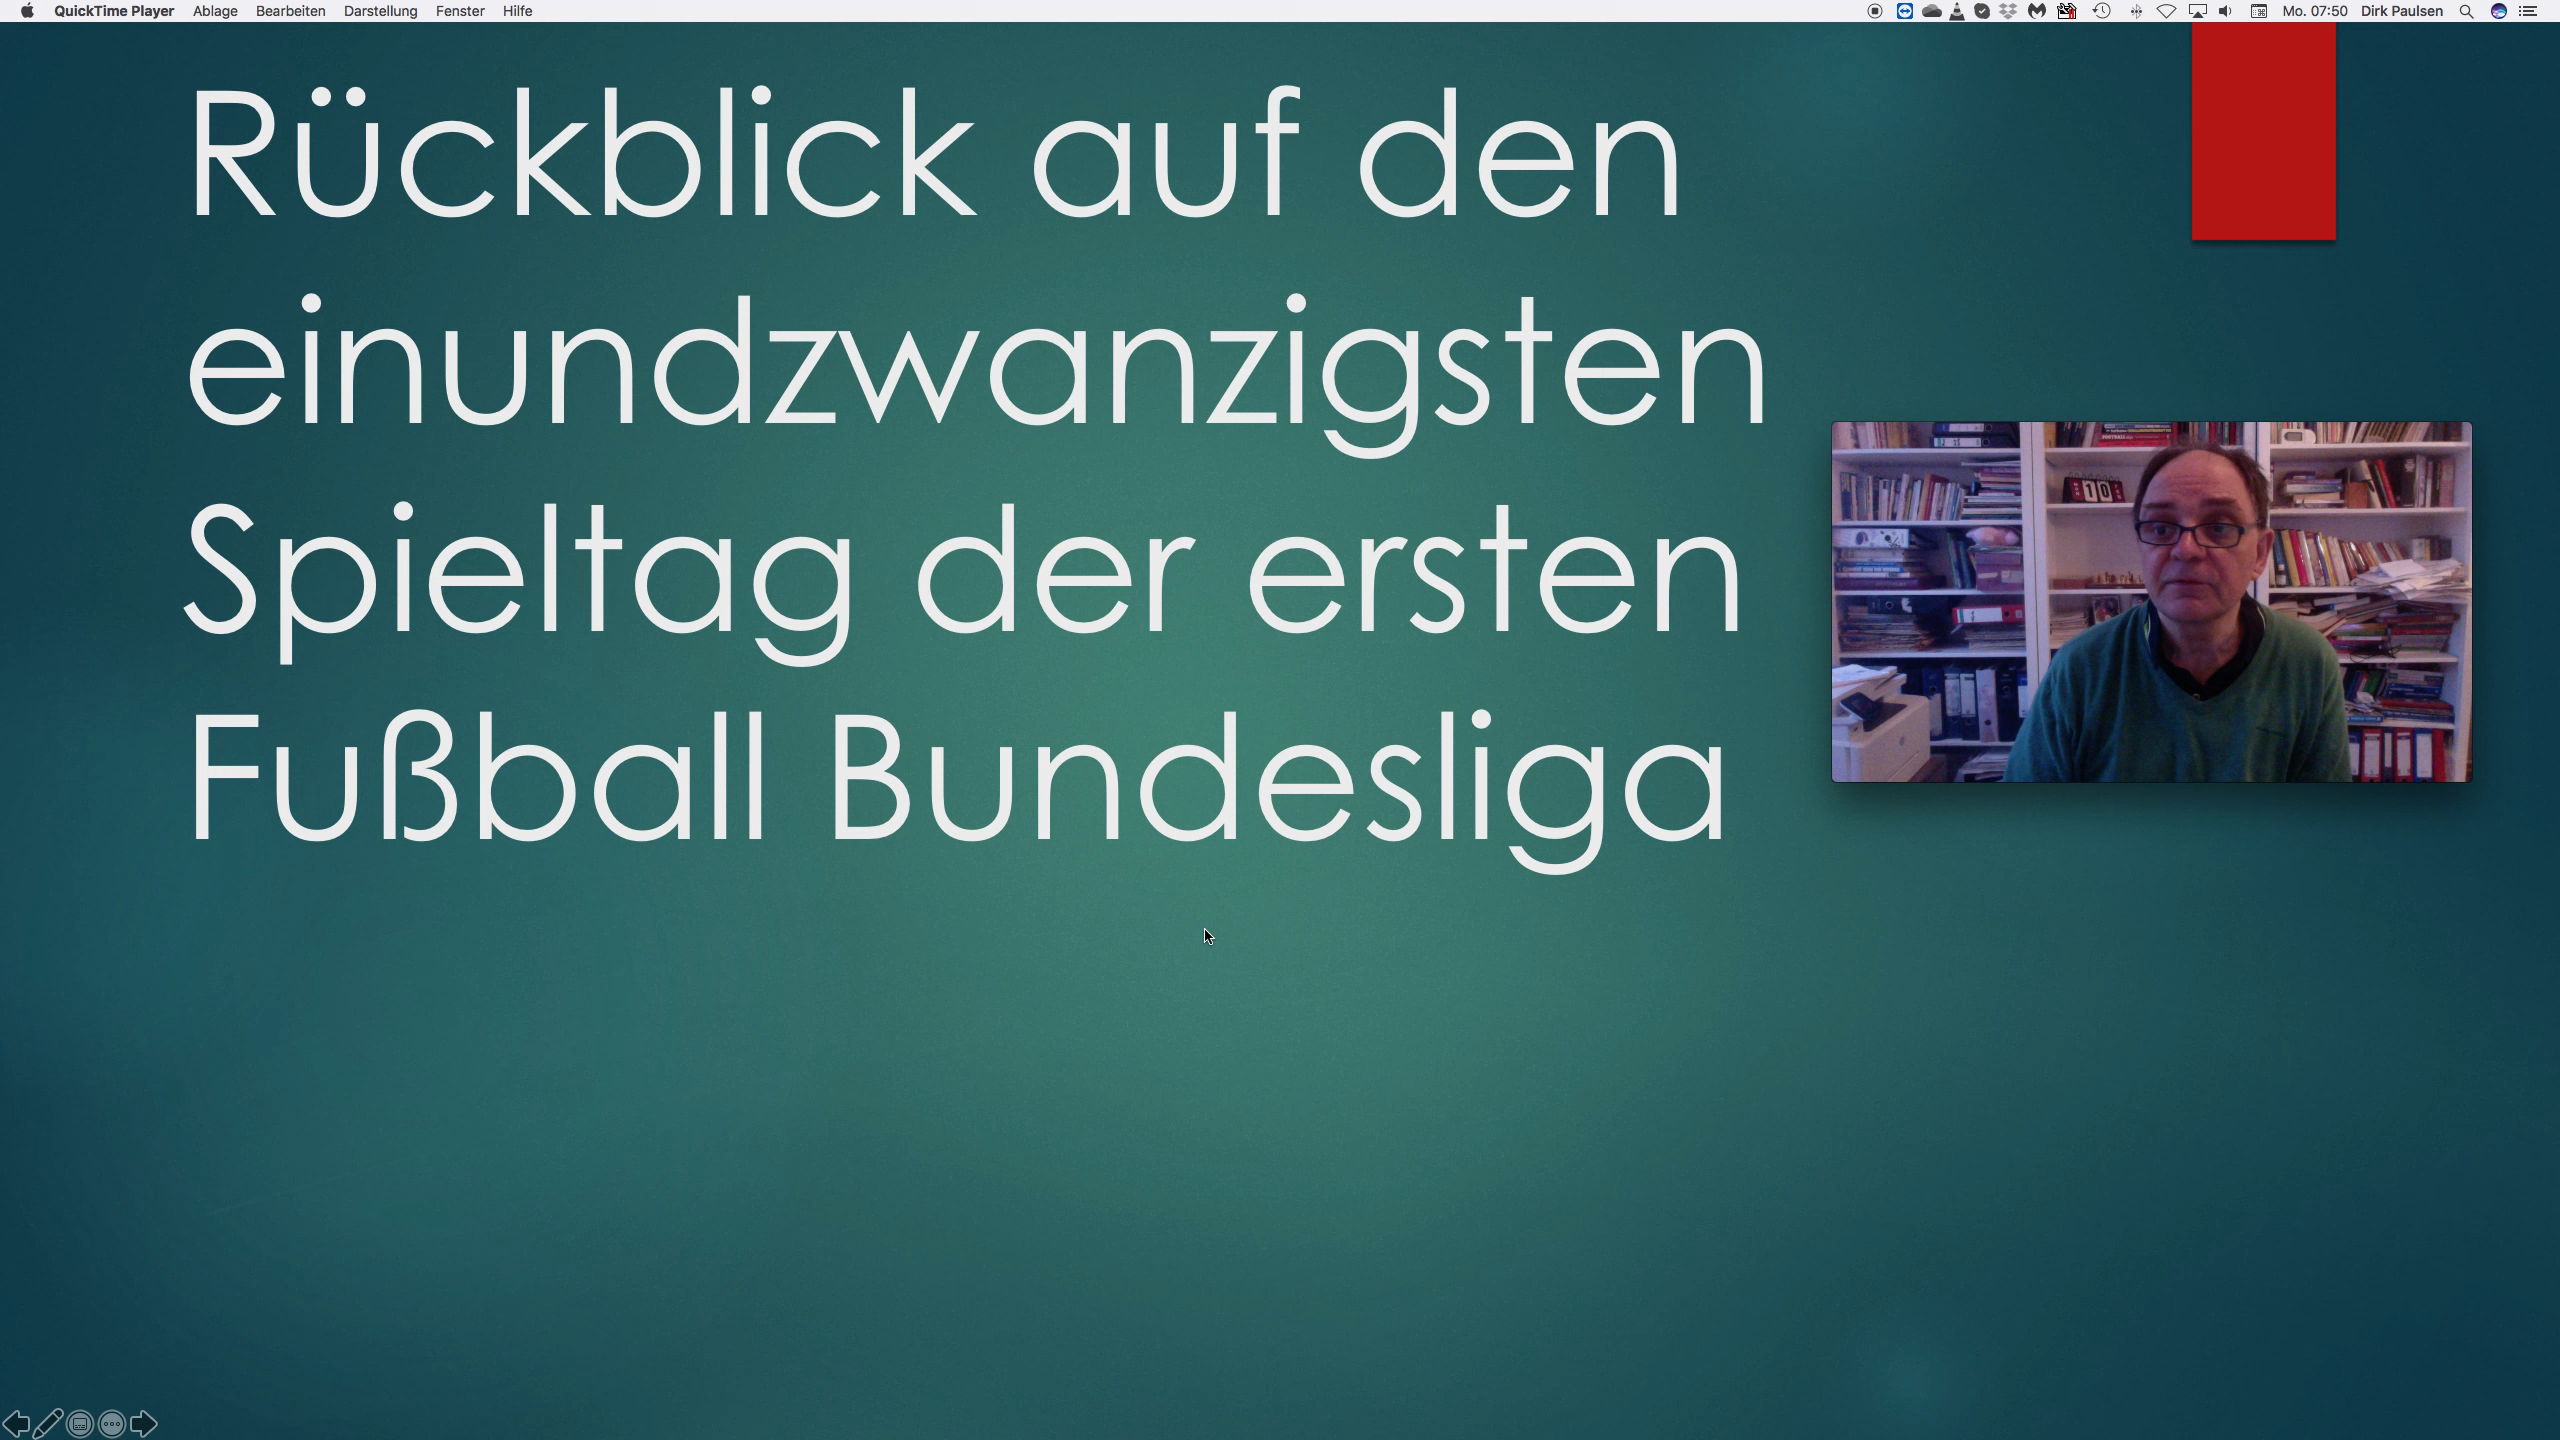 QuickTime Player Ablage Bearbeiten Darstellung Fenster Hilfe Mo. 07:50 Dirk Paulsen
Rückblick auf den
einundzwanzigsten
Spieltag der ersten
Fußball Bundesliga
10